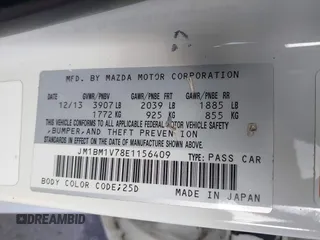 MFD. BY MAZDA MOTOR CORPORATION
DATE GVWR/PNBV GAWR/PNBE FR GAWR/PNBE RR
12/13 3907 LB 2039 LB 1885 LB
1772 KG 925 KG 855 KG
THIS VEHICLE CONFORMS TO ALL APPLICABLE FEDERAL MOTOR VEHICLE SAFETY
, BUMPER, AND THEFT PREVENTION
STANDARDS IN EFFECT ON THE DATE OF MANUFACTURE SHOWN ABOVE.
JM1BM1V78E1156409 TYPE: PASS CAR
BODY COLOR CODE: 25D
MADE IN JAPAN
DREAMBID